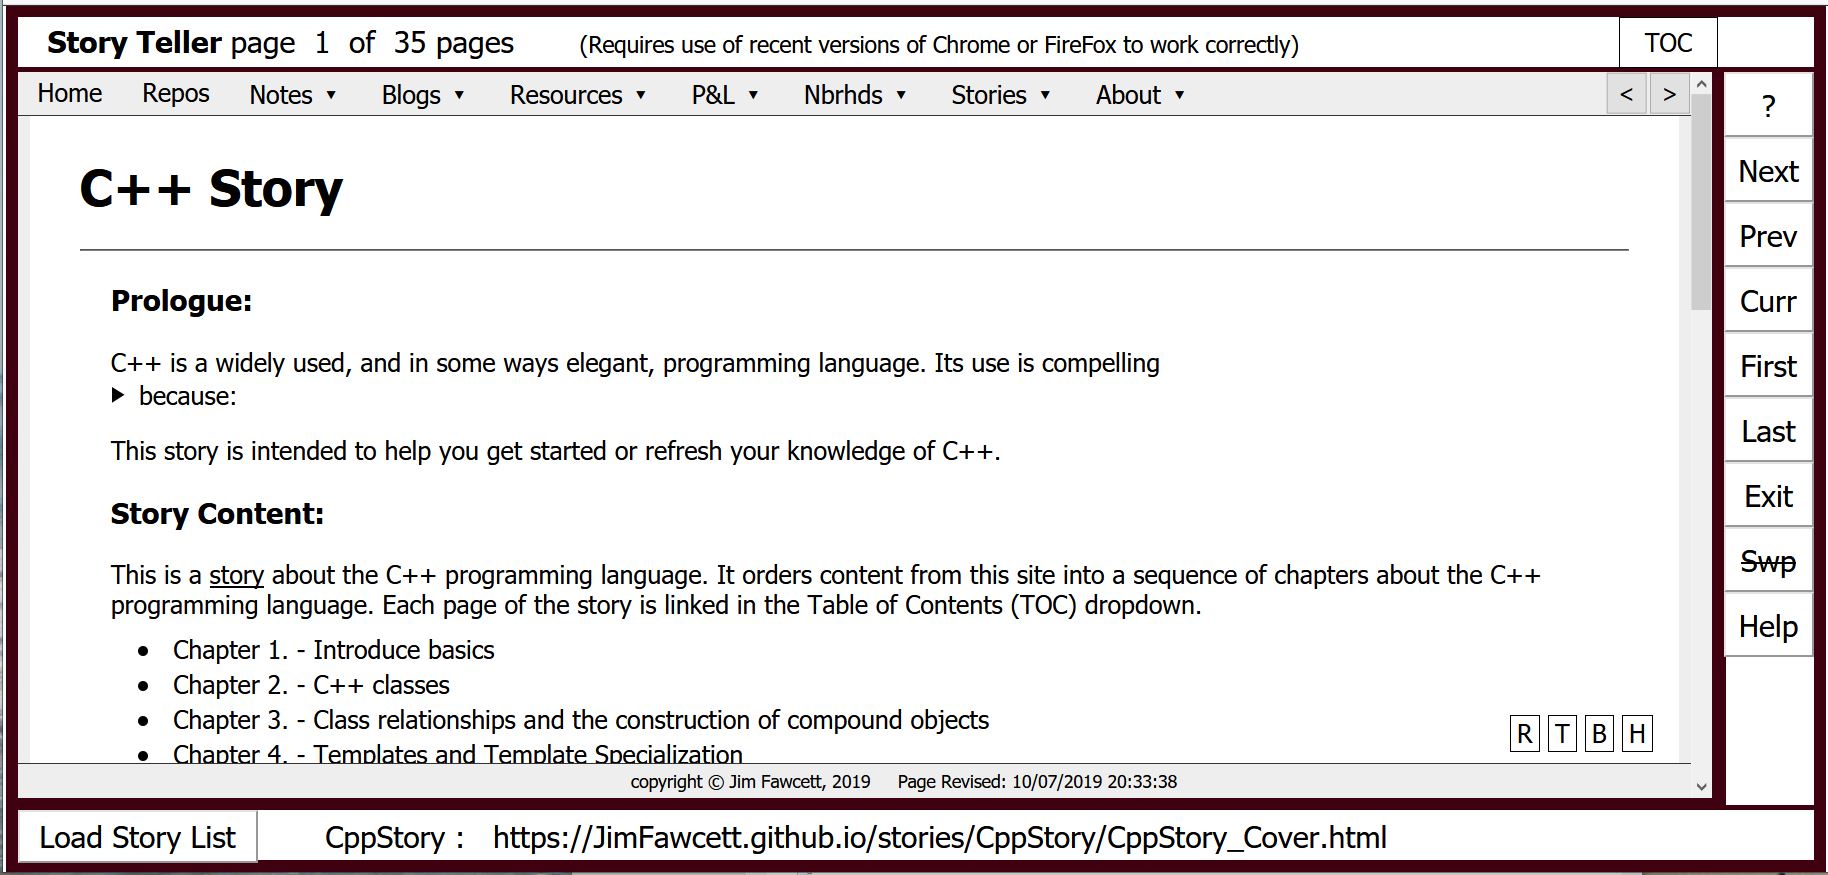 Story Teller page 1 of 35 pages (Requires use of recent versions of Chrome or FireFox to work correctly) TOC
Home Repos Notes ▼ Blogs ▼ Resources ▼ P&L ▼ Nbrhds ▼ Stories ▼ About ▼ < >
C++ Story
Prologue:
C++ is a widely used, and in some ways elegant, programming language. Its use is compelling
▶ because:
This story is intended to help you get started or refresh your knowledge of C++.
Story Content:
This is a story about the C++ programming language. It orders content from this site into a sequence of chapters about the C++
programming language. Each page of the story is linked in the Table of Contents (TOC) dropdown.
• Chapter 1. - Introduce basics
• Chapter 2. - C++ classes
• Chapter 3. - Class relationships and the construction of compound objects
• Chapter 4. - Templates and Template Specialization
R T B H
copyright © Jim Fawcett, 2019 Page Revised: 10/07/2019 20:33:38
?
Next
Prev
Curr
First
Last
Exit
Swp
Help
Load Story List CppStory : https://JimFawcett.github.io/stories/CppStory/CppStory_Cover.html